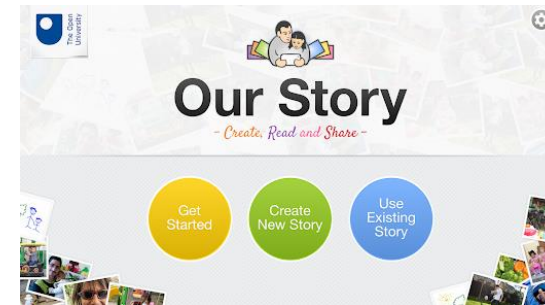 The Open
University
Our Story
- Create, Read and Share -
Get
Started
Create
New Story
Use
Existing
Story